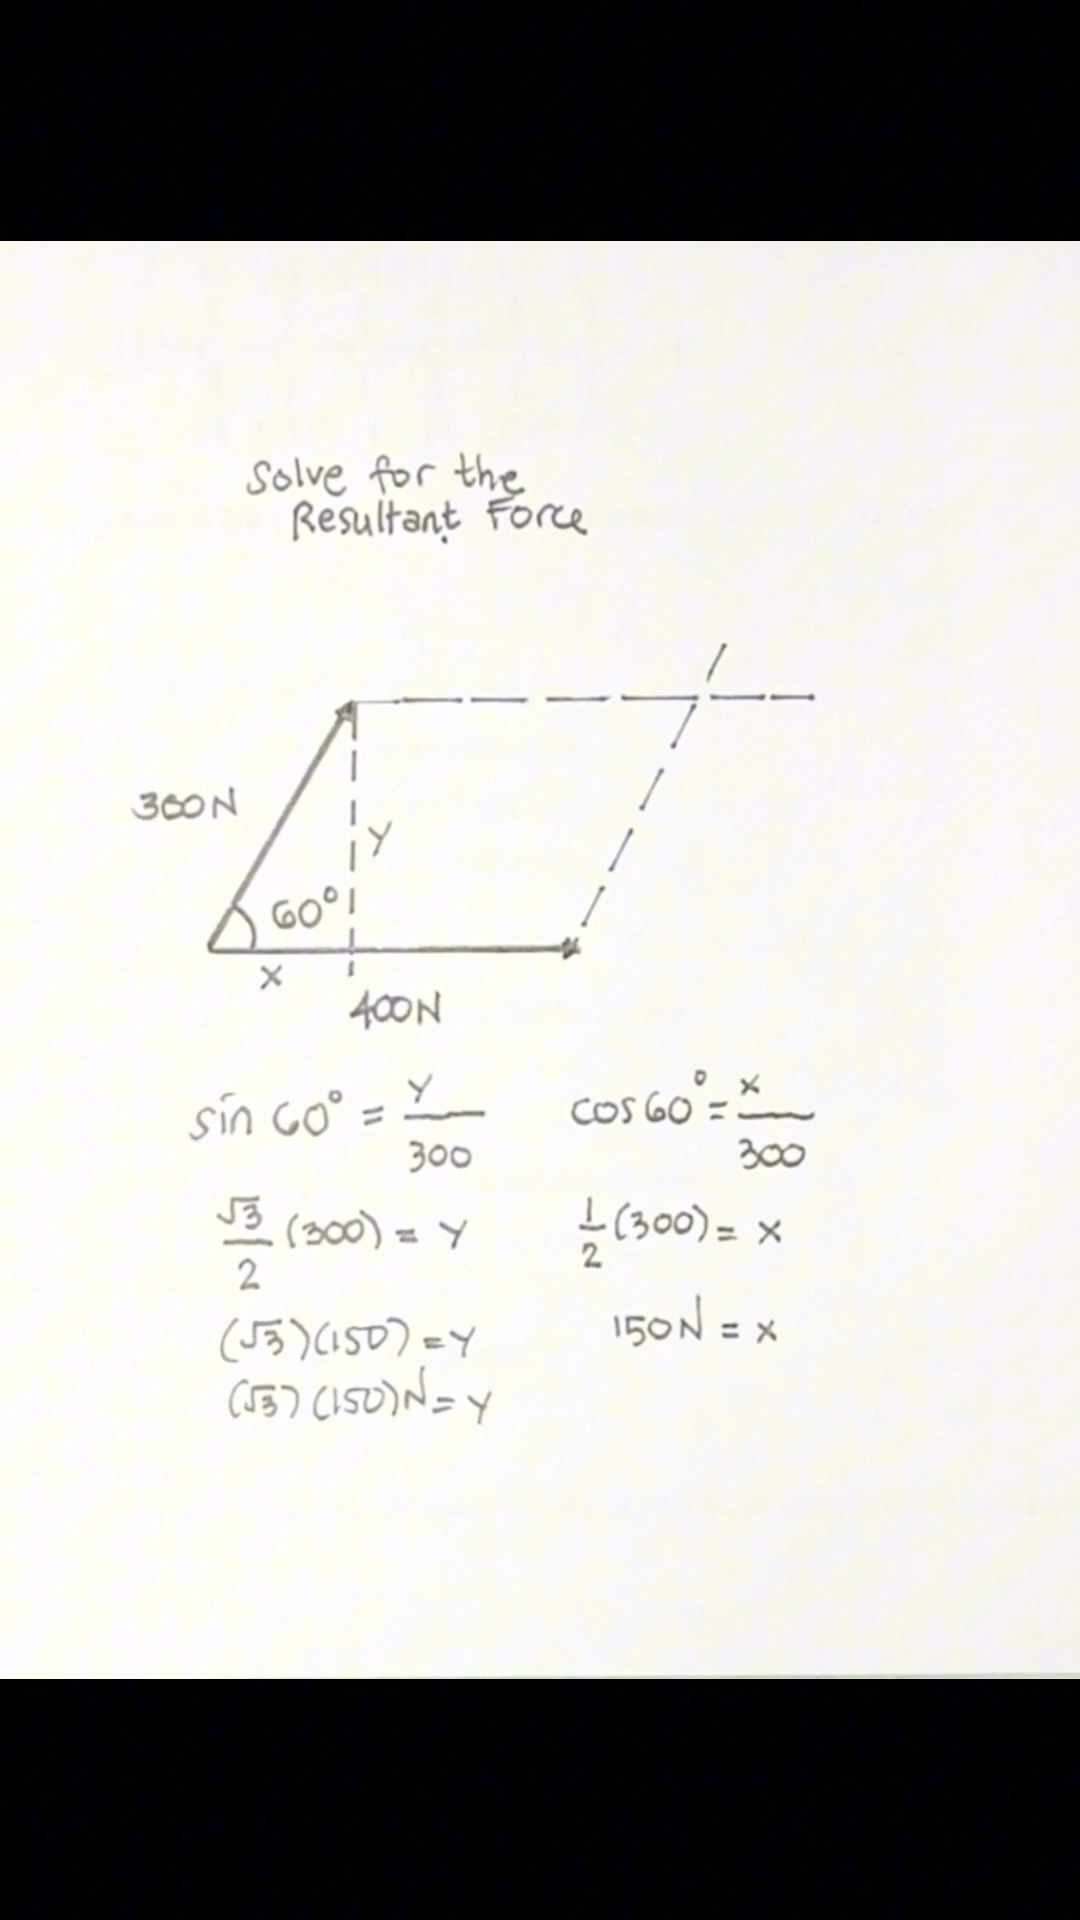 Solve for the
Resultant Force
300N
Y
60°
x
400N
sin 60° = Y/300
cos 60° = x/300
√3/2 (300) = Y
1/2 (300) = x
(√3)(150) = Y
150N = x
(√3)(150)N = Y